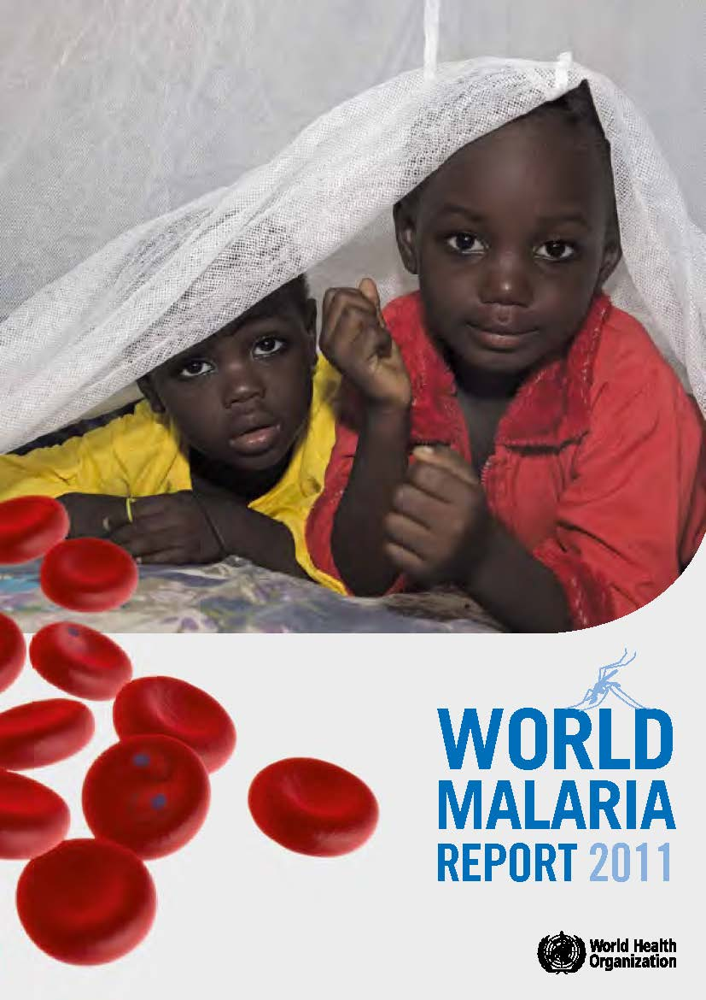 WORLD
MALARIA
REPORT 2011
World Health
Organization